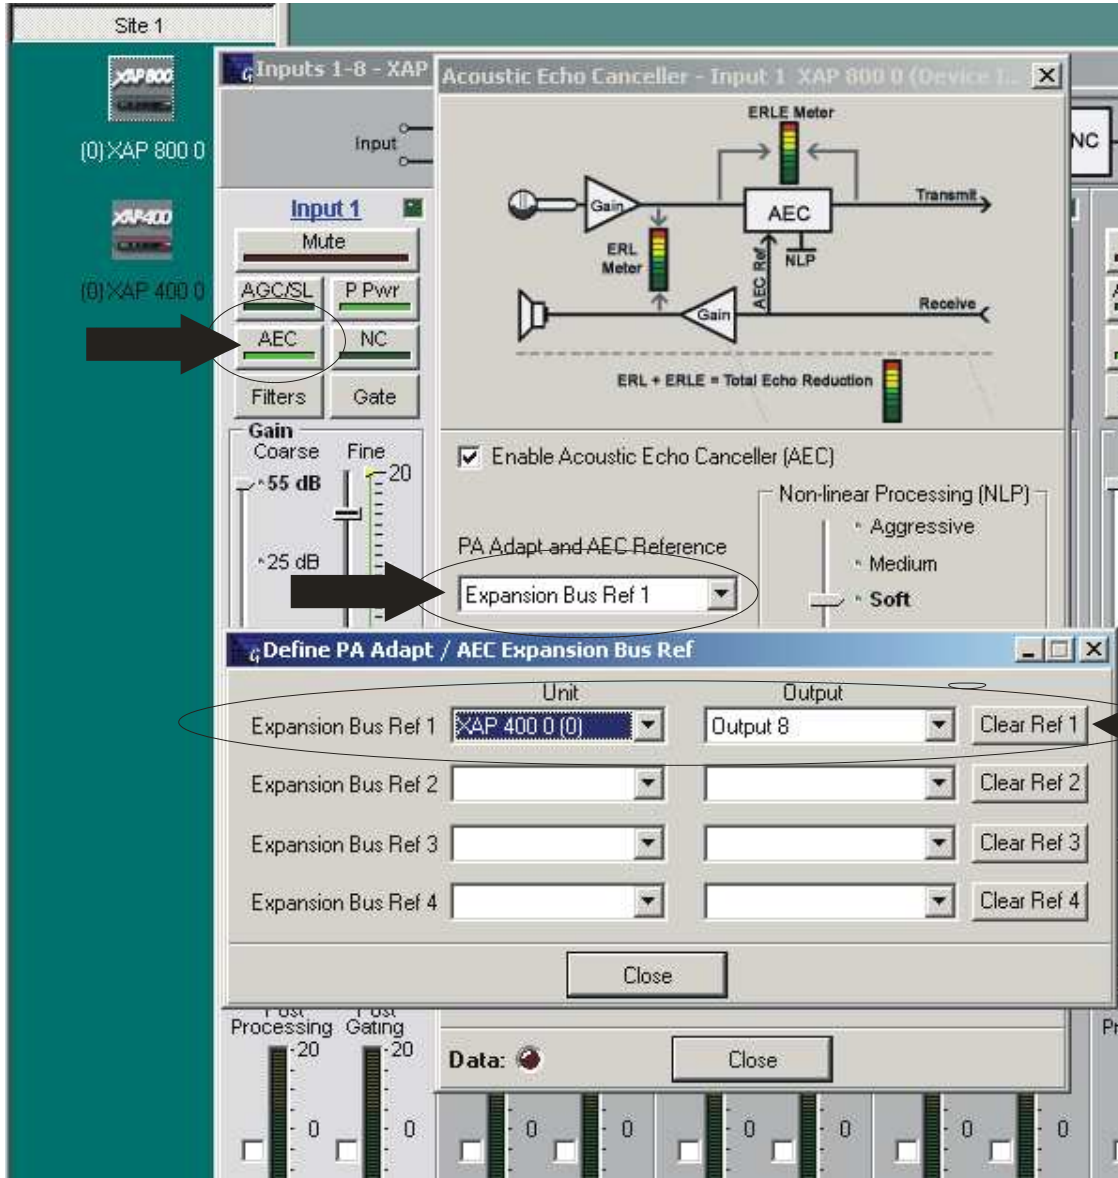 Site 1
XAP 800
(0) XAP 800 0
XAP 400
(0) XAP 400 0
Inputs 1-8 - XAP
Input
NC
Input 1
Mute
AGC/SL
P Pwr
AEC
NC
Filters
Gate
Gain
Coarse
Fine
55 dB
20
25 dB
Acoustic Echo Canceller - Input 1 XAP 800 0 (Device I...
ERLE Meter
Gain
AEC
Transmit
ERL
Meter
AEC Ref.
NLP
Gain
Receive
ERL + ERLE = Total Echo Reduction
Enable Acoustic Echo Canceller (AEC)
PA Adapt and AEC Reference
Expansion Bus Ref 1
Non-linear Processing (NLP)
Aggressive
Medium
Soft
Define PA Adapt / AEC Expansion Bus Ref
Unit
Output
Expansion Bus Ref 1
XAP 400 0 (0)
Output 8
Clear Ref 1
Expansion Bus Ref 2
Clear Ref 2
Expansion Bus Ref 3
Clear Ref 3
Expansion Bus Ref 4
Clear Ref 4
Close
Post
Processing
Post
Gating
20
20
0
0
Data:
Close
0
0
0
0
0
0